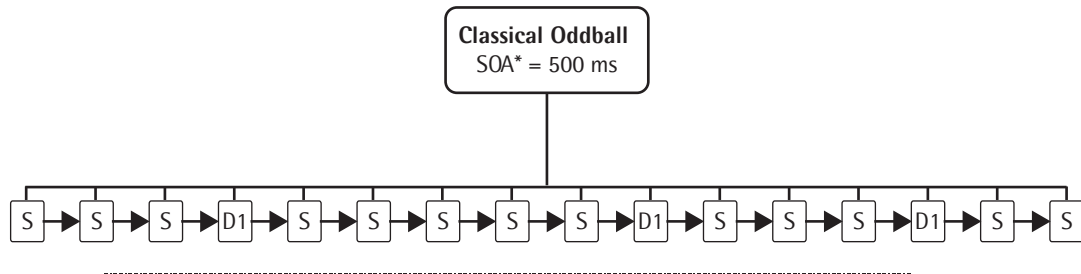 Classical Oddball
SOA* = 500 ms
S S S D1 S S S S S D1 S S S D1 S S